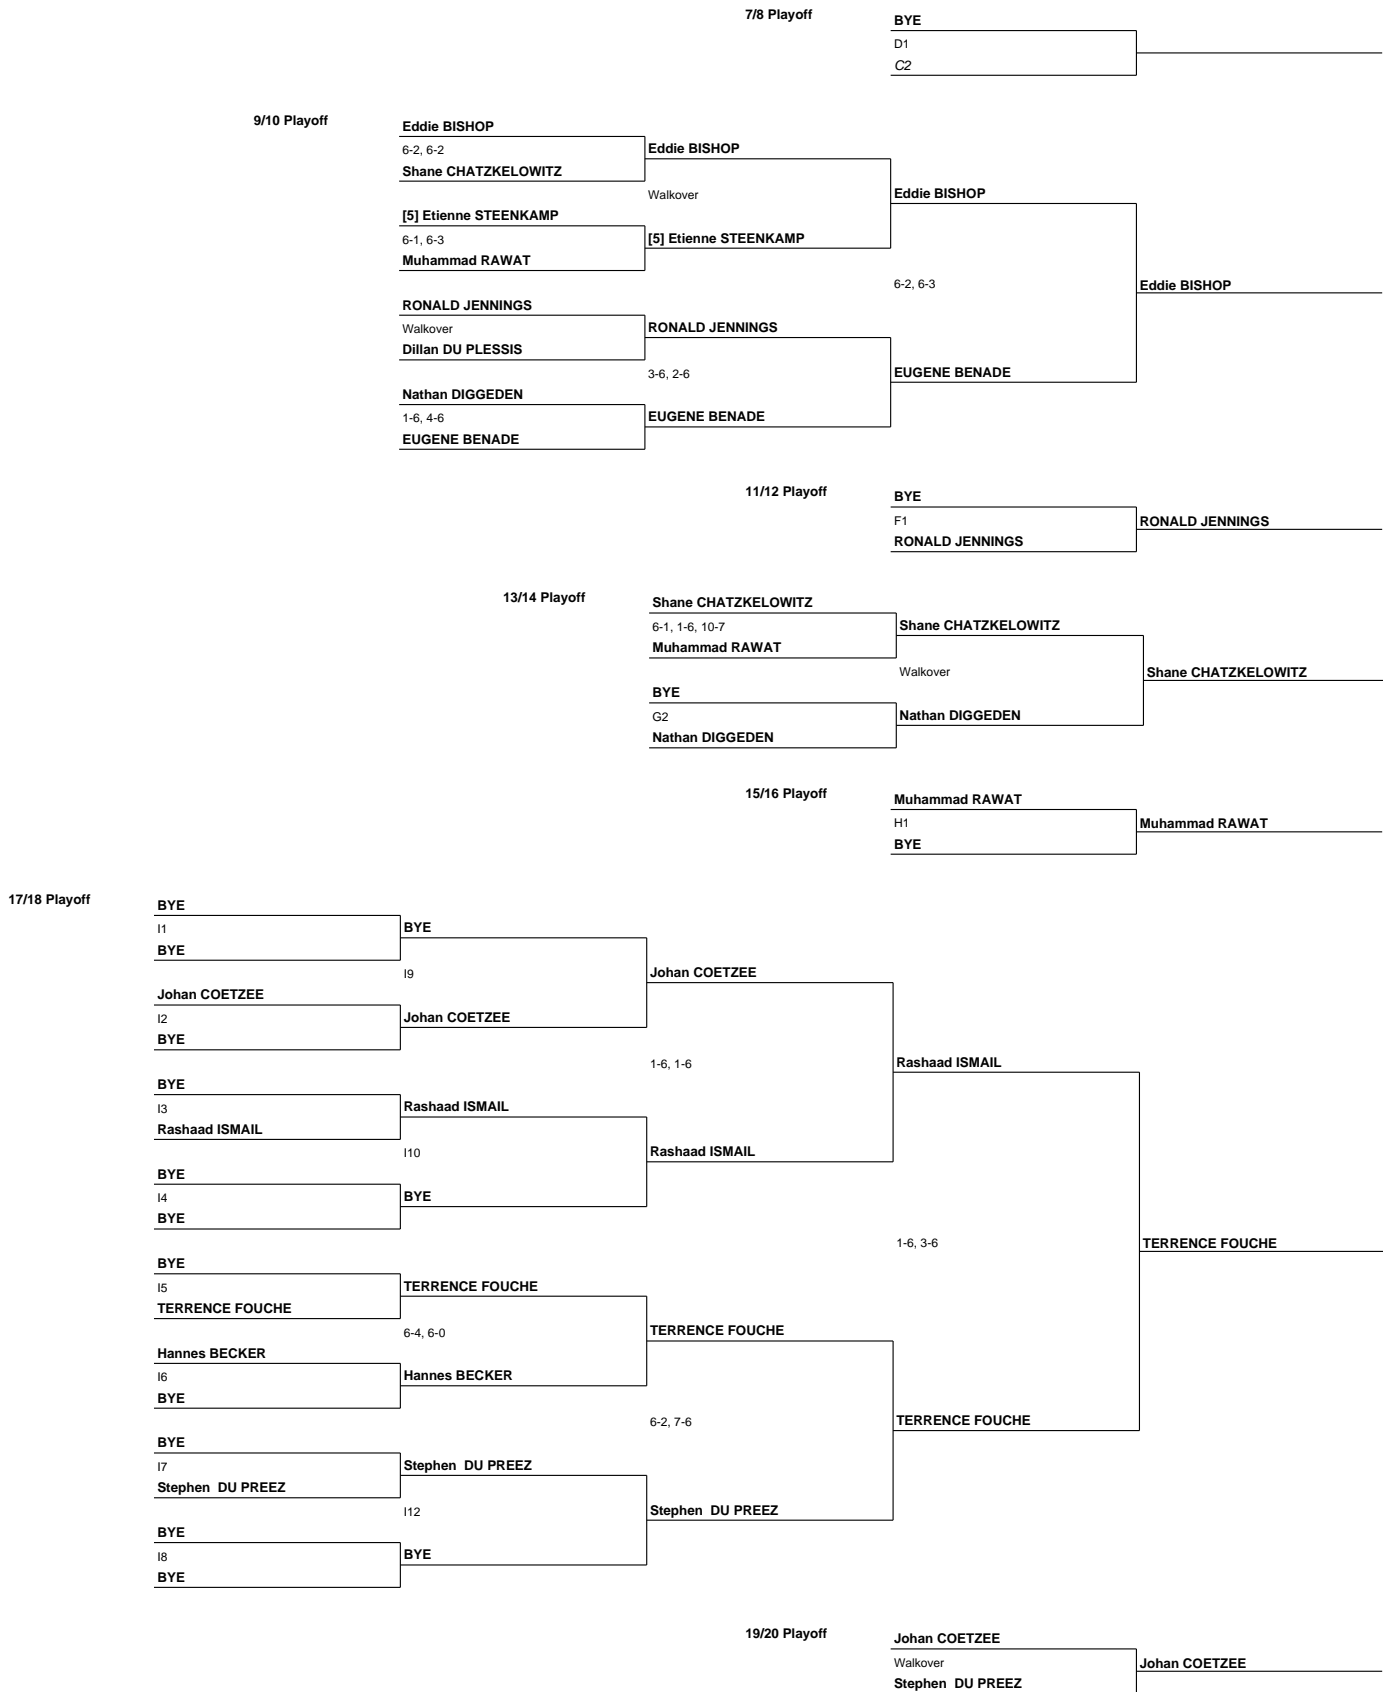 7/8 Playoff
BYE
D1
C2
9/10 Playoff
Eddie BISHOP
6-2, 6-2
Eddie BISHOP
Shane CHATZKELOWITZ
Walkover
Eddie BISHOP
[5] Etienne STEENKAMP
6-1, 6-3
[5] Etienne STEENKAMP
Muhammad RAWAT
6-2, 6-3
Eddie BISHOP
RONALD JENNINGS
Walkover
RONALD JENNINGS
Dillan DU PLESSIS
3-6, 2-6
EUGENE BENADE
Nathan DIGGEDEN
1-6, 4-6
EUGENE BENADE
EUGENE BENADE
11/12 Playoff
BYE
F1
RONALD JENNINGS
RONALD JENNINGS
13/14 Playoff
Shane CHATZKELOWITZ
6-1, 1-6, 10-7
Shane CHATZKELOWITZ
Muhammad RAWAT
Walkover
Shane CHATZKELOWITZ
BYE
G2
Nathan DIGGEDEN
Nathan DIGGEDEN
15/16 Playoff
Muhammad RAWAT
H1
Muhammad RAWAT
BYE
17/18 Playoff
BYE
I1
BYE
BYE
I9
Johan COETZEE
Johan COETZEE
I2
Johan COETZEE
BYE
1-6, 1-6
Rashaad ISMAIL
BYE
I3
Rashaad ISMAIL
Rashaad ISMAIL
I10
Rashaad ISMAIL
BYE
I4
BYE
BYE
1-6, 3-6
TERRENCE FOUCHE
BYE
I5
TERRENCE FOUCHE
TERRENCE FOUCHE
6-4, 6-0
TERRENCE FOUCHE
Hannes BECKER
I6
Hannes BECKER
BYE
6-2, 7-6
TERRENCE FOUCHE
BYE
I7
Stephen  DU PREEZ
Stephen  DU PREEZ
I12
Stephen  DU PREEZ
BYE
I8
BYE
BYE
19/20 Playoff
Johan COETZEE
Walkover
Johan COETZEE
Stephen  DU PREEZ